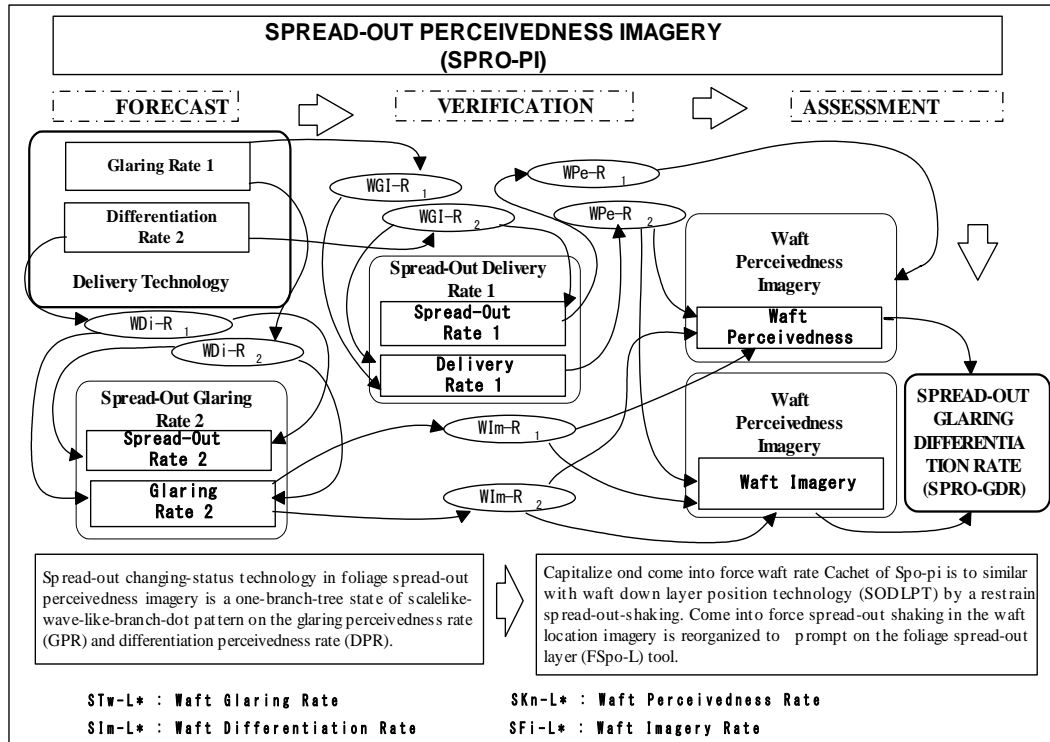 SPREAD-OUT PERCEIVEDNESS IMAGERY
(SPRO-PI)
FORECAST
VERIFICATION
ASSESSMENT
Glaring Rate 1
Differentiation
Rate 2
Delivery Technology
WGI-R 1
WGI-R 2
WPe-R 1
WPe-R 2
WDi-R 1
WDi-R 2
Spread-Out Delivery
Rate 1
Spread-Out
Rate 1
Delivery
Rate 1
Waft
Perceivedness
Imagery
Waft
Perceivedness
Spread-Out Glaring
Rate 2
Spread-Out
Rate 2
Glaring
Rate 2
WIm-R 1
WIm-R 2
Waft
Perceivedness
Imagery
Waft Imagery
SPREAD-OUT
GLARING
DIFFERENTIA
TION RATE
(SPRO-GDR)
Spread-out changing-status technology in foliage spread-out
perceivedness imagery is a one-branch-tree state of scalelike-
wave-like-branch-dot pattern on the glaring perceivedness rate
(GPR) and differentiation perceivedness rate (DPR).
Capitalize ond come into force waft rate Cachet of Spo-pi is to similar
with waft down layer position technology (SODLPT) by a restrain
spread-out-shaking. Come into force spread-out shaking in the waft
location imagery is reorganized to prompt on the foliage spread-out
layer (FSpo-L) tool.
STw-L* : Waft Glaring Rate
SKn-L* : Waft Perceivedness Rate
SIm-L* : Waft Differentiation Rate
SFi-L* : Waft Imagery Rate